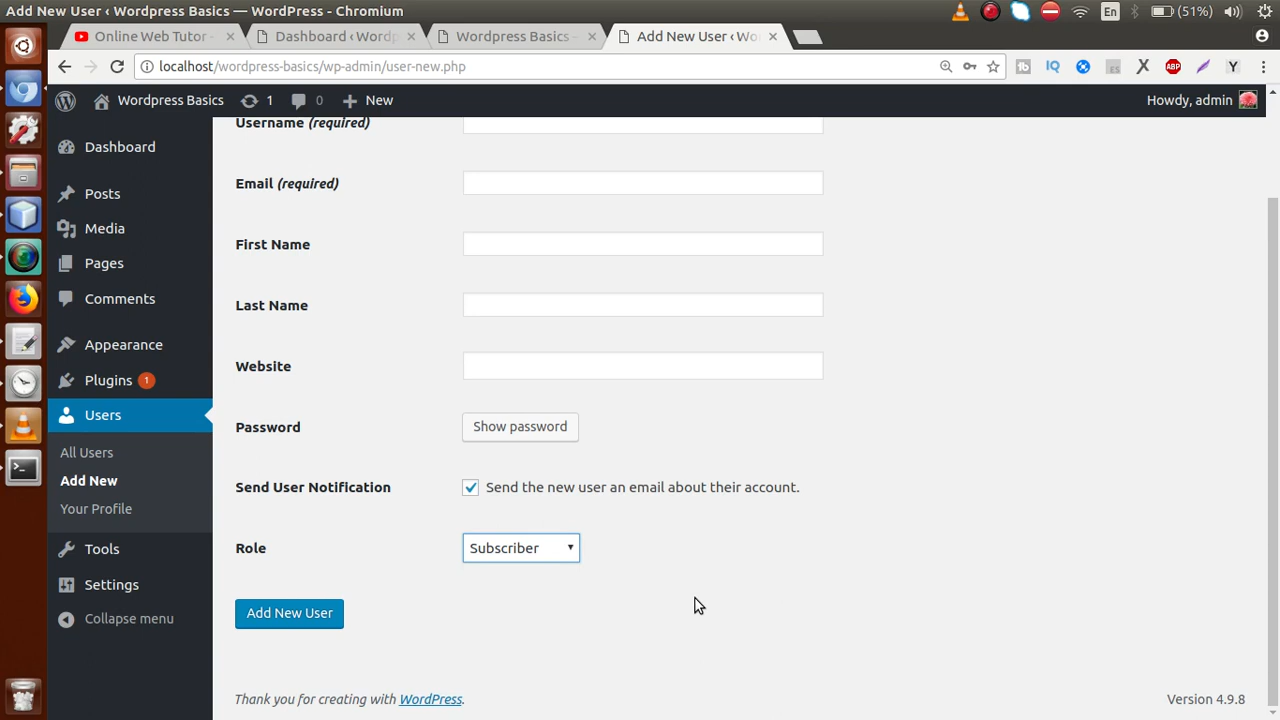 Add New User ‹ Wordpress Basics — WordPress - Chromium
En
(51%)
Online Web Tutor -
Dashboard ‹ Wordp
Wordpress Basics –
Add New User ‹ Wo
localhost/wordpress-basics/wp-admin/user-new.php
fb
IQ
ES
X
ABP
Y
Wordpress Basics
1
0
New
Howdy, admin
Dashboard
Posts
Media
Pages
Comments
Appearance
Plugins 1
Users
All Users
Add New
Your Profile
Tools
Settings
Collapse menu
Username (required)
Email (required)
First Name
Last Name
Website
Password
Show password
Send User Notification
Send the new user an email about their account.
Role
Subscriber
Add New User
Thank you for creating with WordPress.
Version 4.9.8